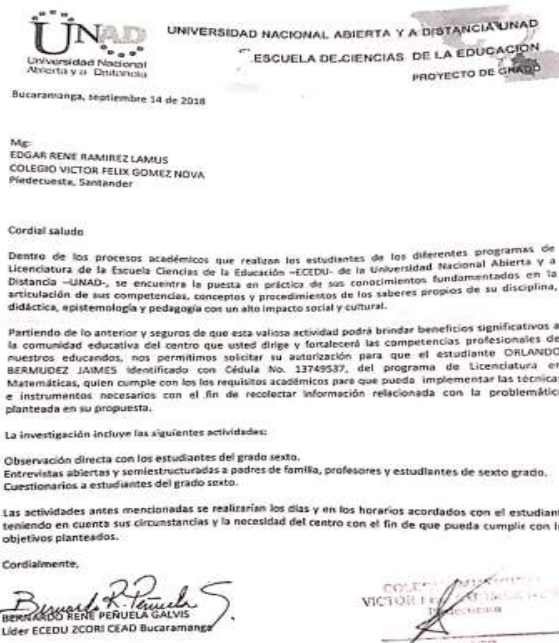 UNAD
Universidad Nacional
Abierta y a Distancia
UNIVERSIDAD NACIONAL ABIERTA Y A DISTANCIA UNAD
ESCUELA DE CIENCIAS DE LA EDUCACION
PROYECTO DE GRADO
Bucaramanga, septiembre 14 de 2018
Mg:
EDGAR RENE RAMIREZ LAMUS
COLEGIO VICTOR FELIX GOMEZ NOVA
Piedecuesta, Santander
Cordial saludo
Dentro de los procesos académicos que realizan los estudiantes de los diferentes programas de
Licenciatura de la Escuela Ciencias de la Educación –ECEDU- de la Universidad Nacional Abierta y a
Distancia –UNAD-, se encuentra la puesta en práctica de sus conocimientos fundamentados en la
articulación de sus competencias, conceptos y procedimientos de los saberes propios de su disciplina,
didáctica, epistemología y pedagogía con un alto impacto social y cultural.
Partiendo de lo anterior y seguros de que esta valiosa actividad podrá brindar beneficios significativos a
la comunidad educativa del centro que usted dirige y fortalecerá las competencias profesionales de
nuestros educandos, nos permitimos solicitar su autorización para que el estudiante ORLANDO
BERMUDEZ JAIMES identificado con Cédula No. 13749537, del programa de Licenciatura en
Matemáticas, quien cumple con los los requisitos académicos para que pueda implementar las técnicas
e instrumentos necesarios con el fin de recolectar información relacionada con la problemátic
planteada en su propuesta.
La investigación incluye las siguientes actividades:
Observación directa con los estudiantes del grado sexto.
Entrevistas abiertas y semiestructuradas a padres de familia, profesores y estudiantes de sexto grado.
Cuestionarios a estudiantes del grado sexto.
Las actividades antes mencionadas se realizarían los días y en los horarios acordados con el estudiant
teniendo en cuenta sus circunstancias y la necesidad del centro con el fin de que pueda cumplir con l
objetivos planteados.
Cordialmente,
Bernardo R. Peñuela G.
BERNARDO RENE PEÑUELA GALVIS
Líder ECEDU ZCORI CEAD Bucaramanga
VICTOR